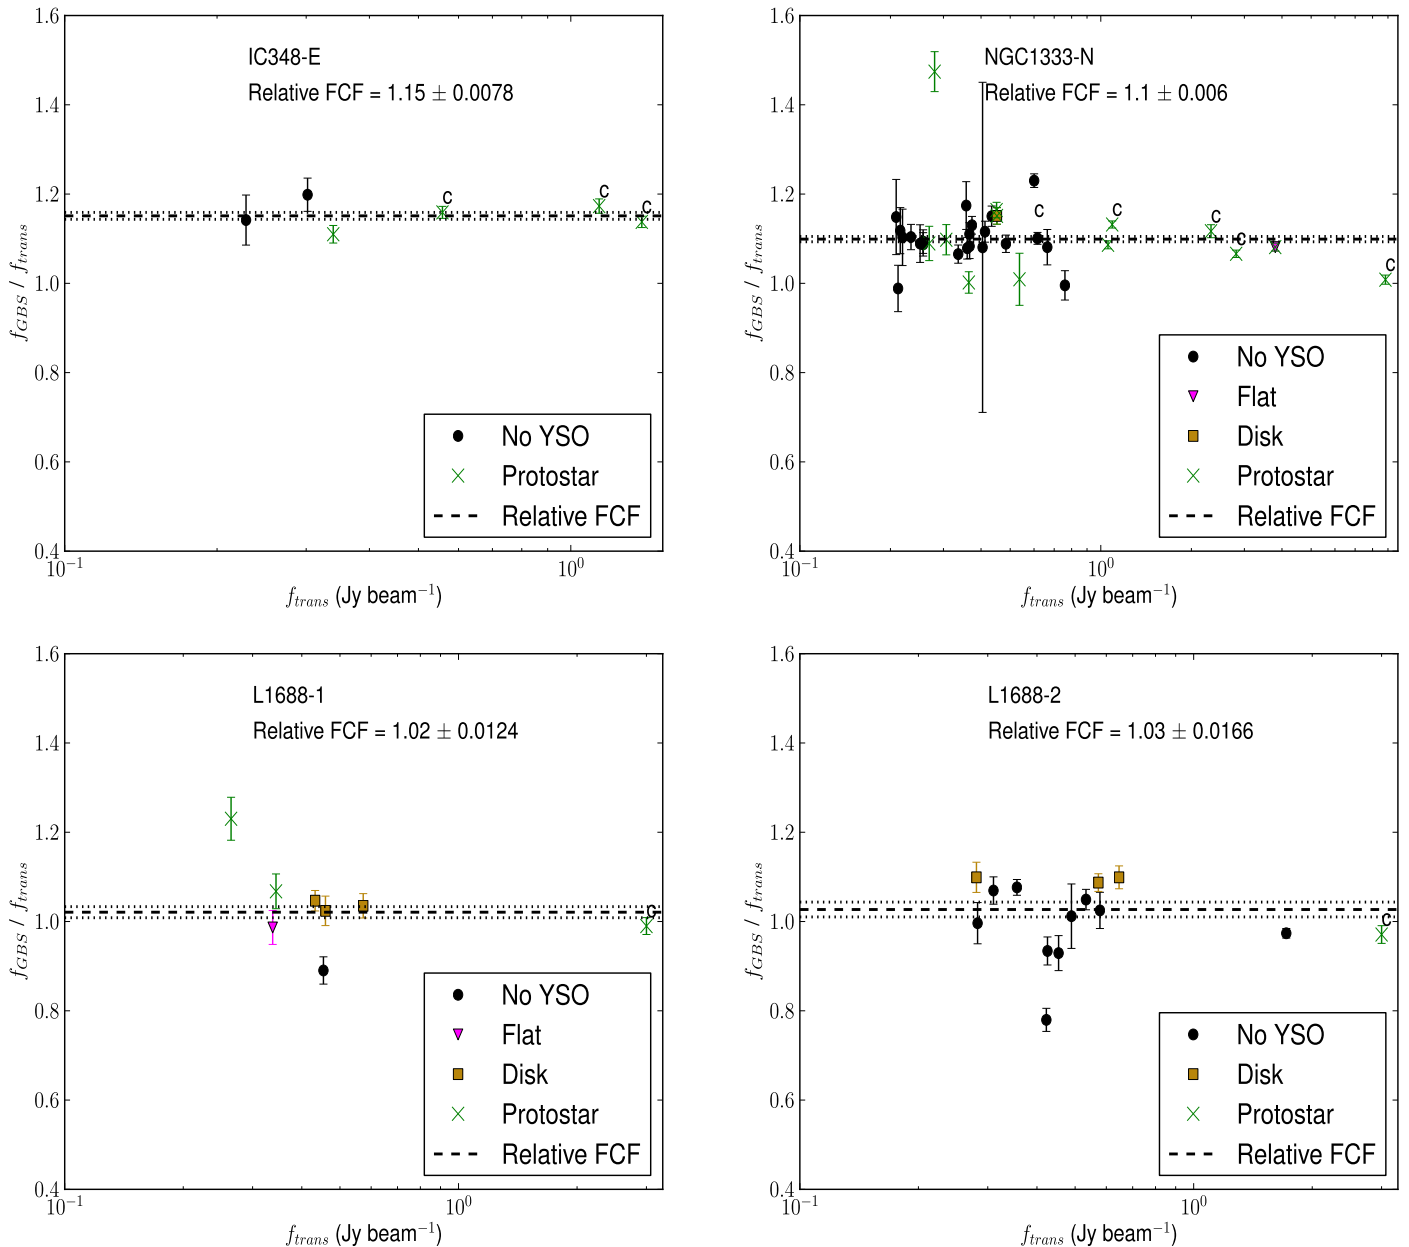 IC348-E
Relative FCF = 1.15 ± 0.0078
1.6
1.4
1.2
1.0
0.8
0.6
0.4
f_GBS / f_trans
c
c
c
No YSO
Protostar
Relative FCF
10⁻¹
10⁰
f_trans (Jy beam⁻¹)
NGC1333-N
Relative FCF = 1.1 ± 0.006
1.6
1.4
1.2
1.0
0.8
0.6
0.4
f_GBS / f_trans
c
c
c
c
c
No YSO
Flat
Disk
Protostar
Relative FCF
10⁻¹
10⁰
f_trans (Jy beam⁻¹)
L1688-1
Relative FCF = 1.02 ± 0.0124
1.6
1.4
1.2
1.0
0.8
0.6
0.4
f_GBS / f_trans
c
No YSO
Flat
Disk
Protostar
Relative FCF
10⁻¹
10⁰
f_trans (Jy beam⁻¹)
L1688-2
Relative FCF = 1.03 ± 0.0166
1.6
1.4
1.2
1.0
0.8
0.6
0.4
f_GBS / f_trans
c
No YSO
Disk
Protostar
Relative FCF
10⁻¹
10⁰
f_trans (Jy beam⁻¹)